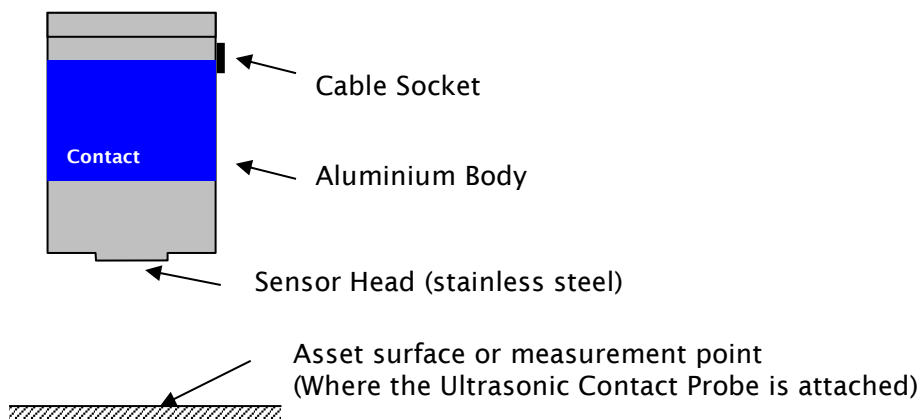 Cable Socket
Contact
Aluminium Body
Sensor Head (stainless steel)
Asset surface or measurement point
(Where the Ultrasonic Contact Probe is attached)